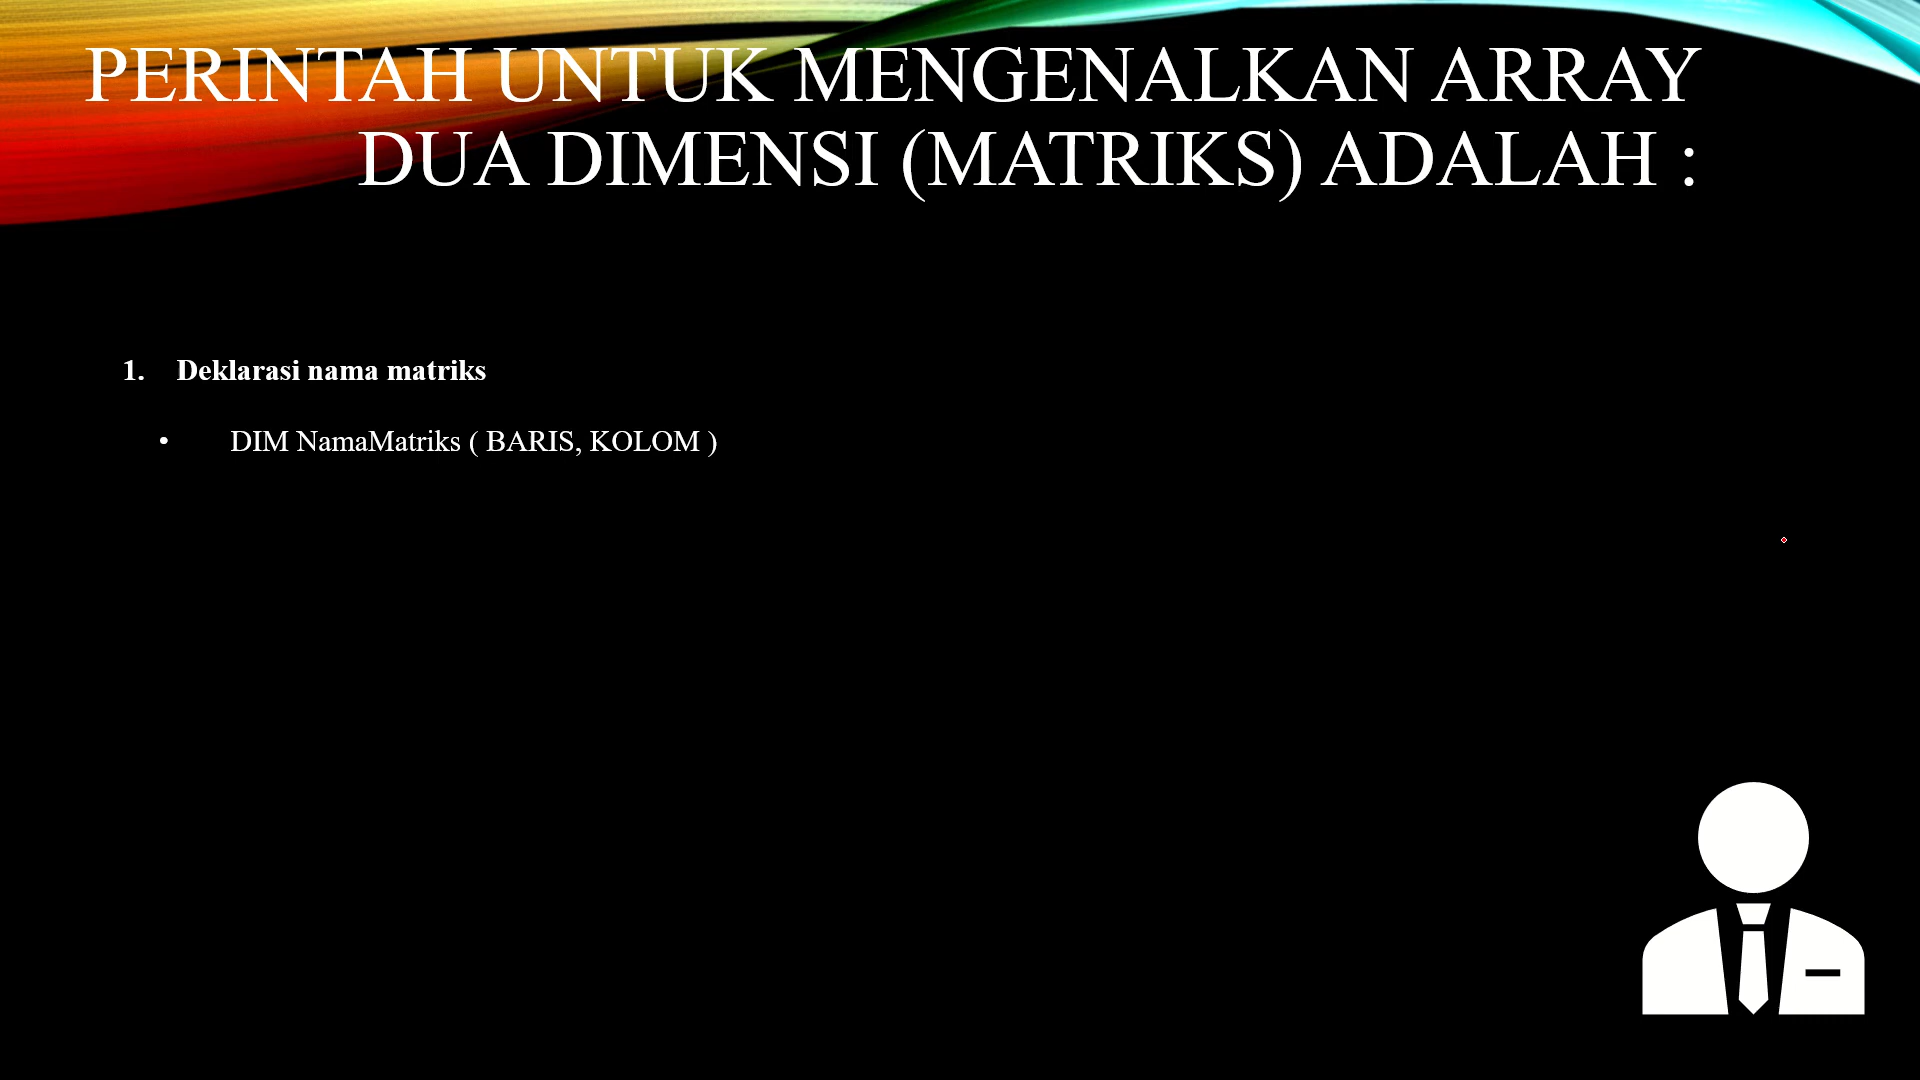 PERINTAH UNTUK MENGENALKAN ARRAY
DUA DIMENSI (MATRIKS) ADALAH :
1. Deklarasi nama matriks
• DIM NamaMatriks ( BARIS, KOLOM )